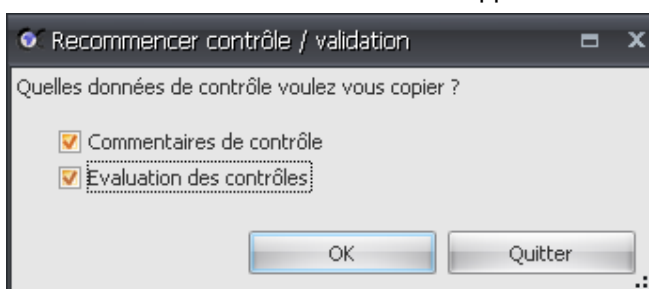 Recommencer contrôle / validation
Quelles données de contrôle voulez vous copier ?
Commentaires de contrôle
Evaluation des contrôles
OK
Quitter